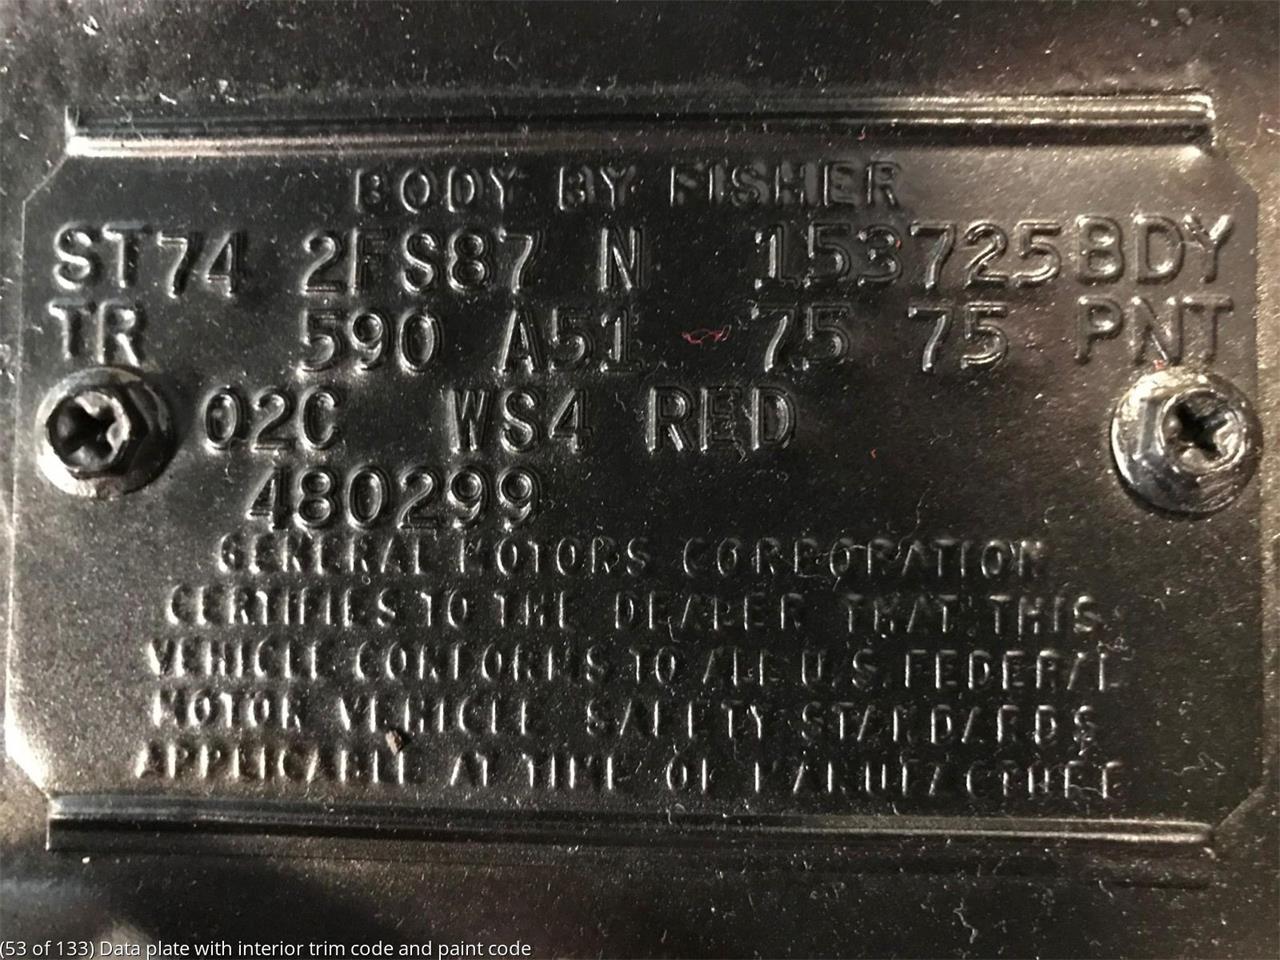 BODY BY FISHER
ST74 2FS87 N 153725BDY
TR 590 A51 75 75 PNT
02C WS4 RED
480299
GENERAL MOTORS CORPORATION
CERTIFIES TO THE DEALER THAT THIS
VEHICLE CONFORMS TO ALL U.S. FEDERAL
MOTOR VEHICLE SAFETY STANDARDS
APPLICABLE AT TIME OF MANUFACTURE
(53 of 133) Data plate with interior trim code and paint code